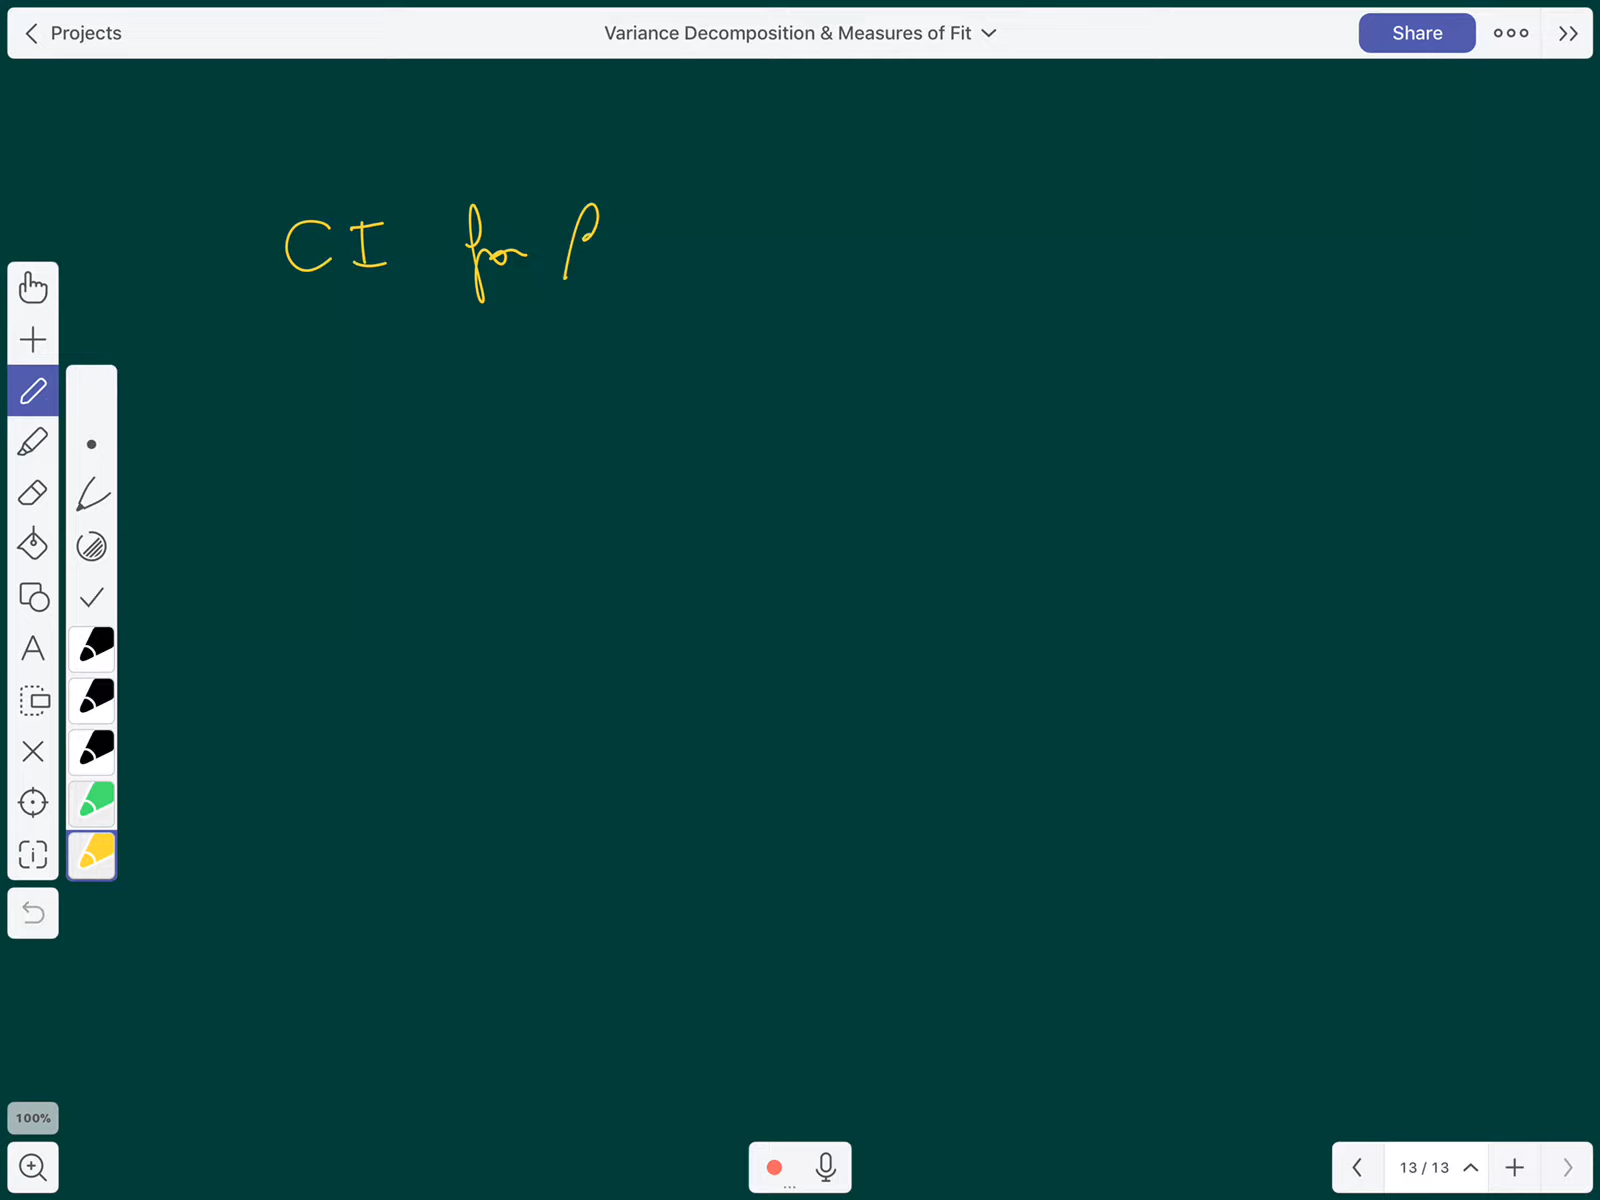 Projects
Variance Decomposition & Measures of Fit
Share
CI for β
A
100%
13 / 13